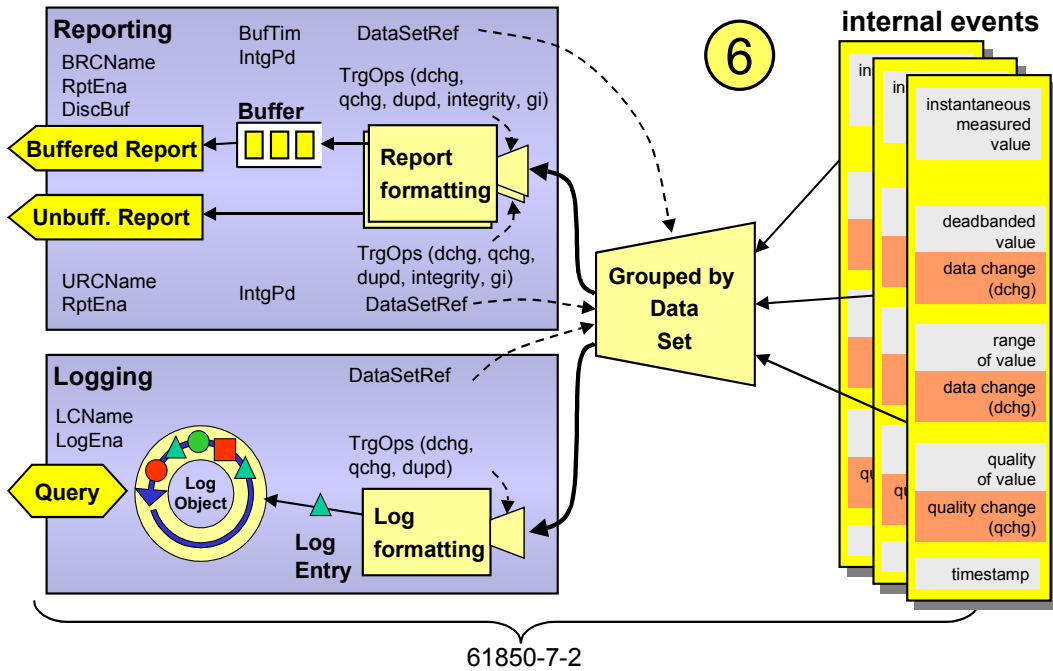 Reporting
BufTim
IntgPd
DataSetRef
BRCName
RptEna
DiscBuf
TrgOps (dchg,
qchg, dupd, integrity, gi)
Buffer
Buffered Report
Report
formatting
Unbuff. Report
TrgOps (dchg, qchg,
dupd, integrity, gi)
URCName
RptEna
IntgPd
DataSetRef
6
Grouped by
Data
Set
internal events
in
in
instantaneous
measured
value
deadbanded
value
data change
(dchg)
range
of value
data change
(dchg)
qu
qu
quality
of value
quality change
(qchg)
timestamp
Logging
DataSetRef
LCName
LogEna
TrgOps (dchg,
qchg, dupd)
Query
Log
Object
Log
Entry
Log
formatting
61850-7-2